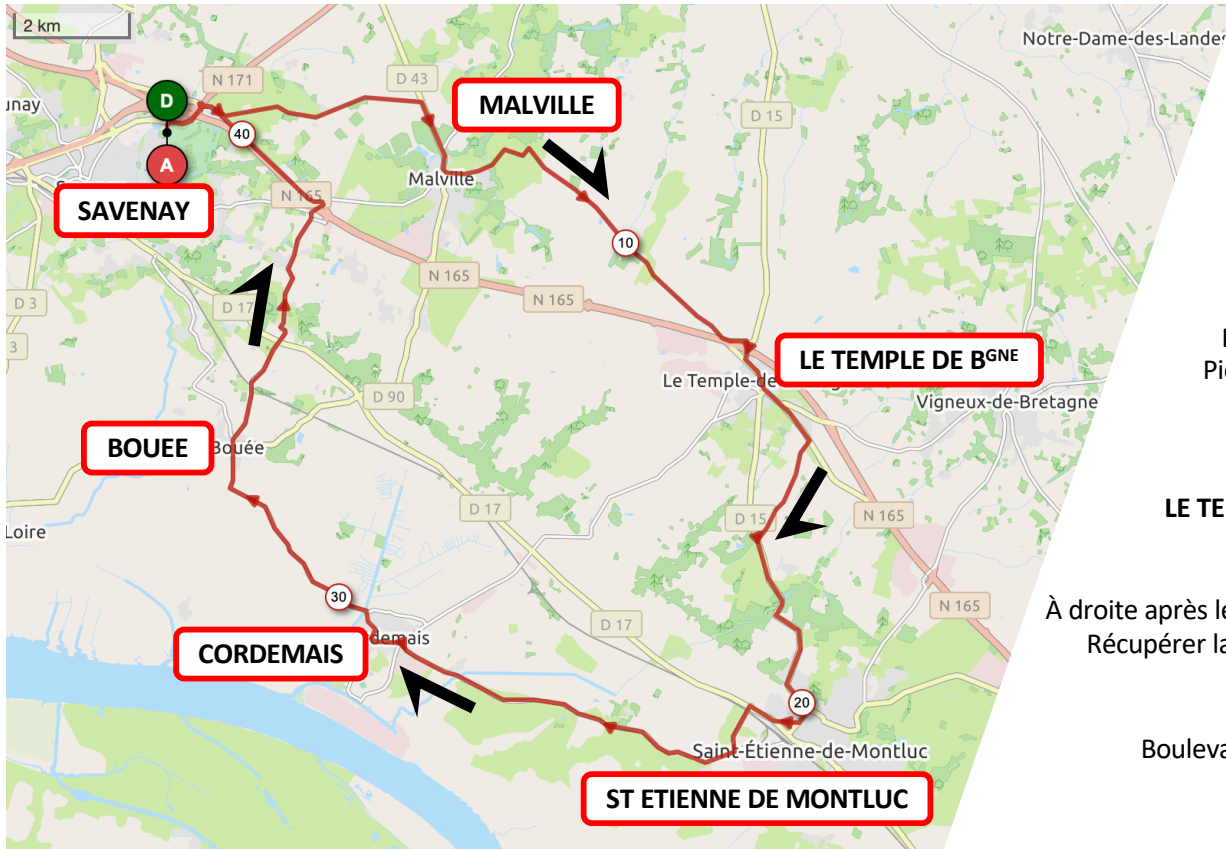 2 km
Notre-Dame-des-Landes
N 171
D 43
D
MALVILLE
D 15
40
A
Malville
N 165
SAVENAY
10
N 165
N 165
D 3
D 17
3
LE TEMPLE DE BGNE
Le Temple-de
Vigneux-de-Bretagne
D 90
BOUEE
Bouée
D 17
LE TE
D 15
N 165
Loire
30
N 165
À droite après le
D 17
demais
Récupérer la
CORDEMAIS
20
Saint-Étienne-de-Montluc
Bouleva
ST ETIENNE DE MONTLUC